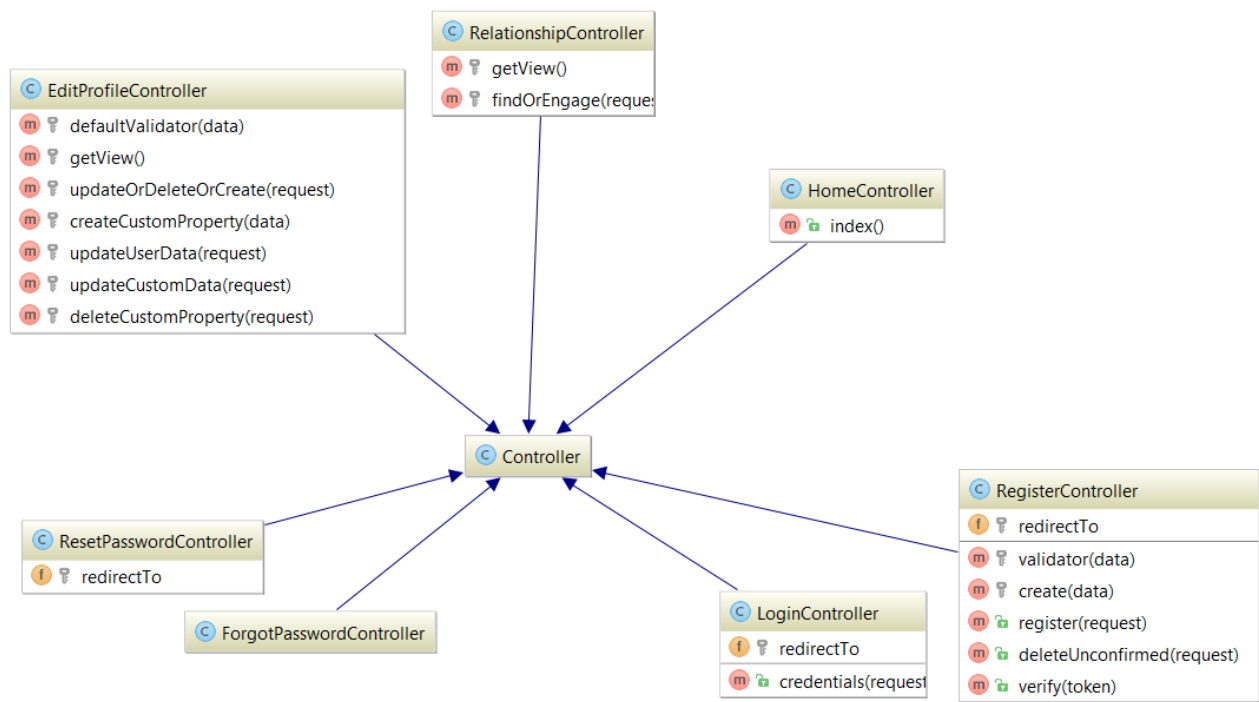 RelationshipController
getView()
findOrEngage(reques
EditProfileController
defaultValidator(data)
getView()
updateOrDeleteOrCreate(request)
createCustomProperty(data)
updateUserData(request)
updateCustomData(request)
deleteCustomProperty(request)
HomeController
index()
Controller
ResetPasswordController
redirectTo
ForgotPasswordController
LoginController
redirectTo
credentials(request
RegisterController
redirectTo
validator(data)
create(data)
register(request)
deleteUnconfirmed(request)
verify(token)